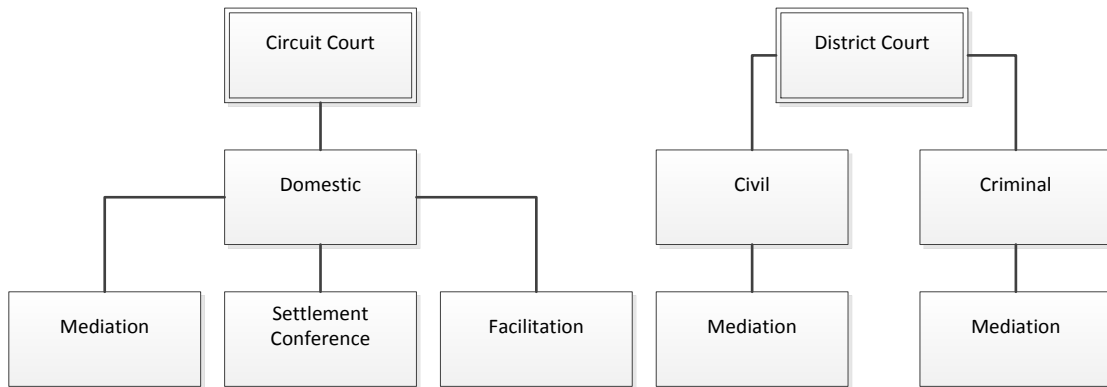 Circuit Court
District Court
Domestic
Civil
Criminal
Mediation
Settlement
Conference
Facilitation
Mediation
Mediation